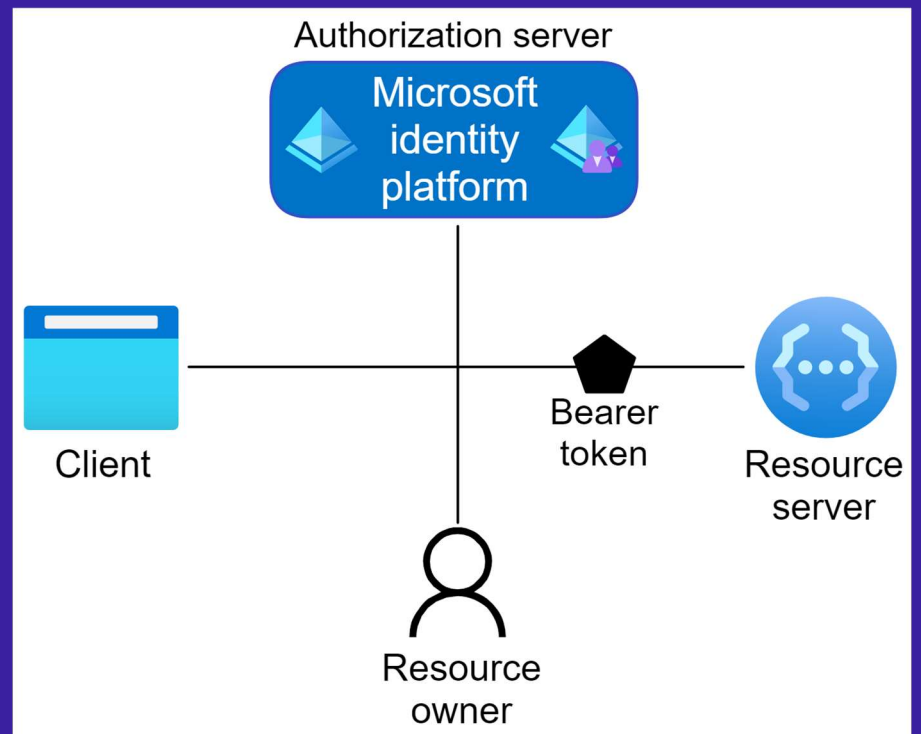 Authorization server
Microsoft
identity
platform
Client
Bearer
token
Resource
server
Resource
owner